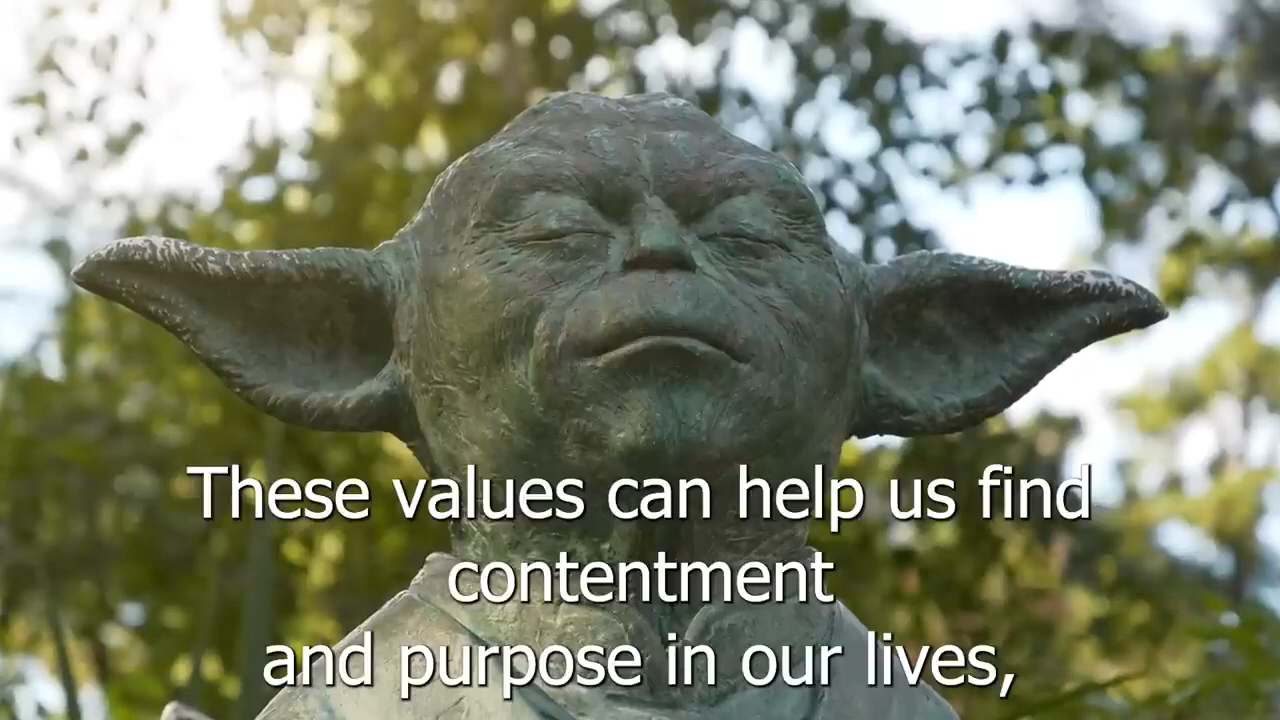 These values can help us find
contentment
and purpose in our lives,